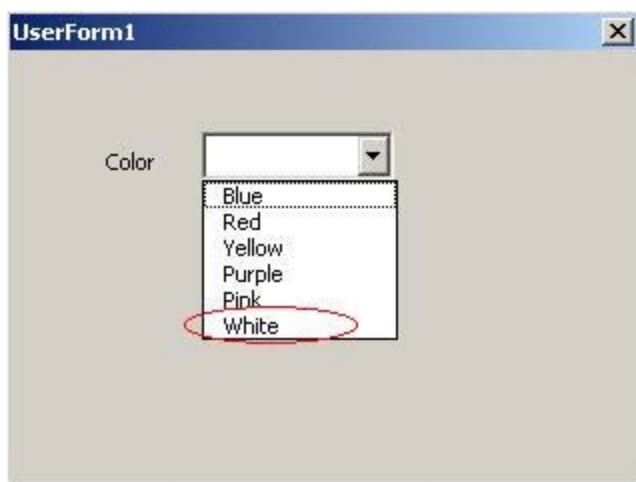 UserForm1
Color
Blue
Red
Yellow
Purple
Pink
White